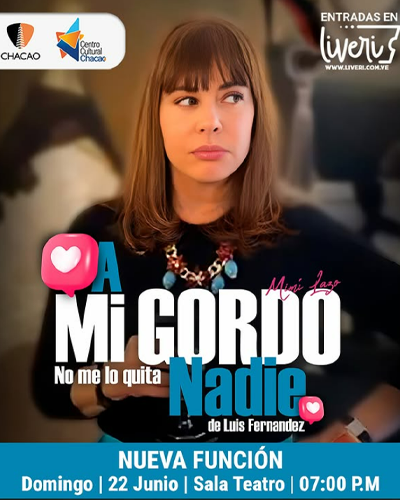 CHACAO
Centro
Cultural
Chacao
ENTRADAS EN
liveri
WWW.LIVERI.COM.VE
Mimi Lazo
A
Mi GORDO
No me lo quita
Nadie
de Luis Fernandez
NUEVA FUNCIÓN
Domingo | 22 Junio | Sala Teatro | 07:00 P.M